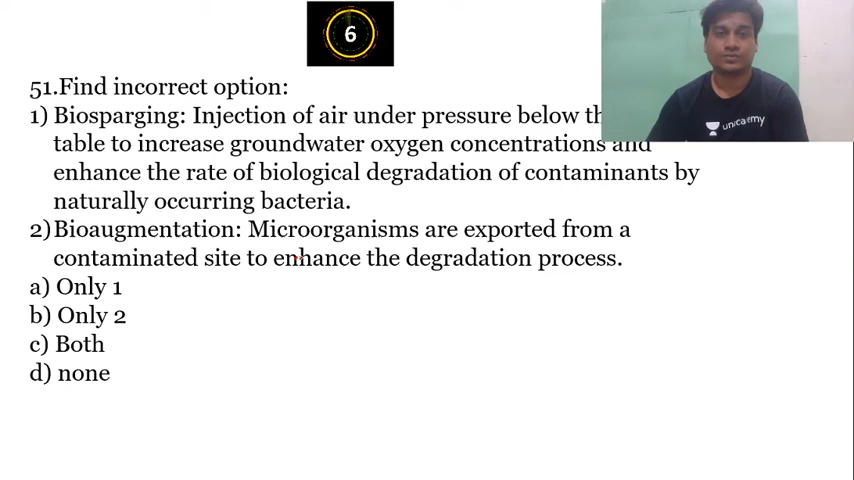 6
51.Find incorrect option:
1) Biosparging: Injection of air under pressure below th
table to increase groundwater oxygen concentrations and
enhance the rate of biological degradation of contaminants by
naturally occurring bacteria.
2)Bioaugmentation: Microorganisms are exported from a
contaminated site to enhance the degradation process.
a) Only 1
b) Only 2
c) Both
d) none
unacademy